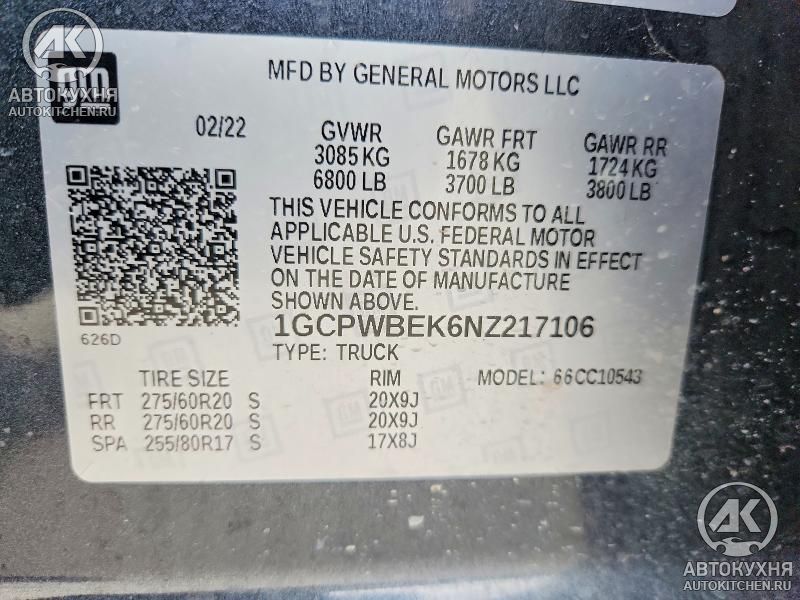 AK
gm
АВТОКУХНЯ
AUTOKITCHEN.RU
MFD BY GENERAL MOTORS LLC
02/22
GVWR
3085 KG
6800 LB
GAWR FRT
1678 KG
3700 LB
GAWR RR
1724 KG
3800 LB
THIS VEHICLE CONFORMS TO ALL
APPLICABLE U.S. FEDERAL MOTOR
VEHICLE SAFETY STANDARDS IN EFFECT
ON THE DATE OF MANUFACTURE
SHOWN ABOVE.
626D
1GCPWBEK6NZ217106
TYPE: TRUCK
TIRE SIZE RIM MODEL: 66CC10543
FRT 275/60R20 S 20X9J
RR 275/60R20 S 20X9J
SPA 255/80R17 S 17X8J
AK
АВТОКУХНЯ
AUTOKITCHEN.RU